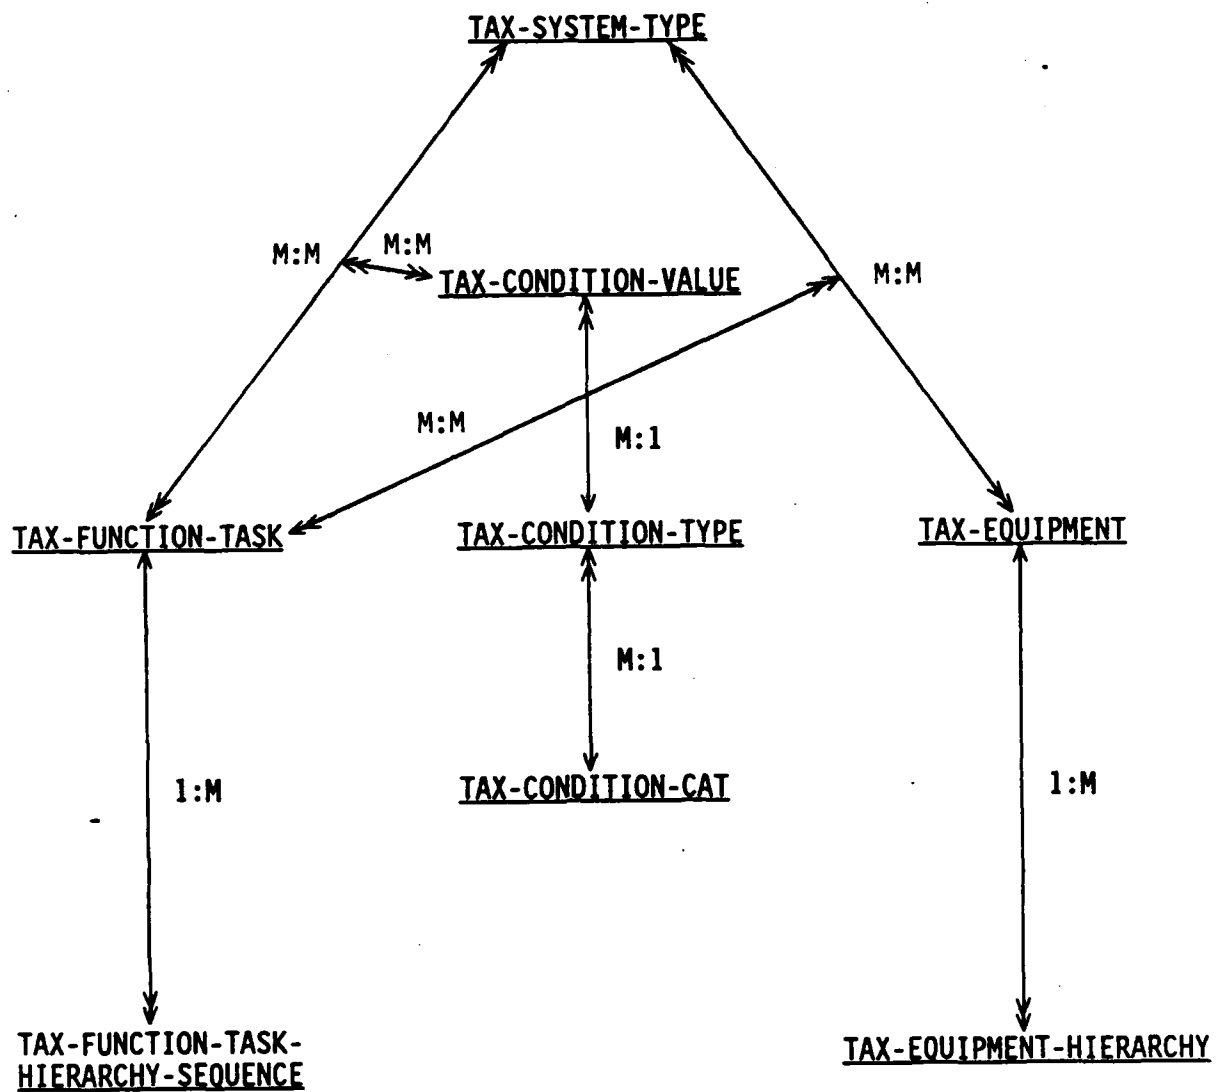 TAX-SYSTEM-TYPE
M:M
M:M
TAX-CONDITION-VALUE
M:M
M:M
M:1
TAX-FUNCTION-TASK
TAX-CONDITION-TYPE
TAX-EQUIPMENT
M:1
1:M
TAX-CONDITION-CAT
1:M
TAX-FUNCTION-TASK-
HIERARCHY-SEQUENCE
TAX-EQUIPMENT-HIERARCHY